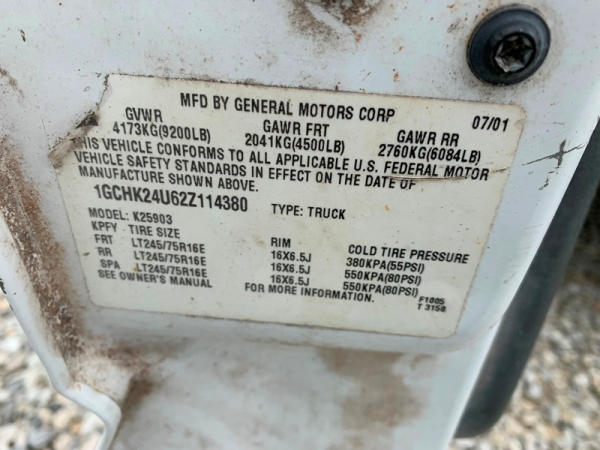 MFD BY GENERAL MOTORS CORP 07/01
GVWR GAWR FRT GAWR RR
4173KG(9200LB) 2041KG(4500LB) 2760KG(6084LB)
THIS VEHICLE CONFORMS TO ALL APPLICABLE U.S. FEDERAL MOTOR
VEHICLE SAFETY STANDARDS IN EFFECT ON THE DATE OF
MANUFACTURE SHOWN ABOVE.
1GCHK24U62Z114380 TYPE: TRUCK
MODEL: K25903
KPFY TIRE SIZE RIM COLD TIRE PRESSURE
FRT LT245/75R16E 16X6.5J 380KPA(55PSI)
RR LT245/75R16E 16X6.5J 550KPA(80PSI)
SPA LT245/75R16E 16X6.5J 550KPA(80PSI)
SEE OWNER'S MANUAL FOR MORE INFORMATION.
F1005
T 3158